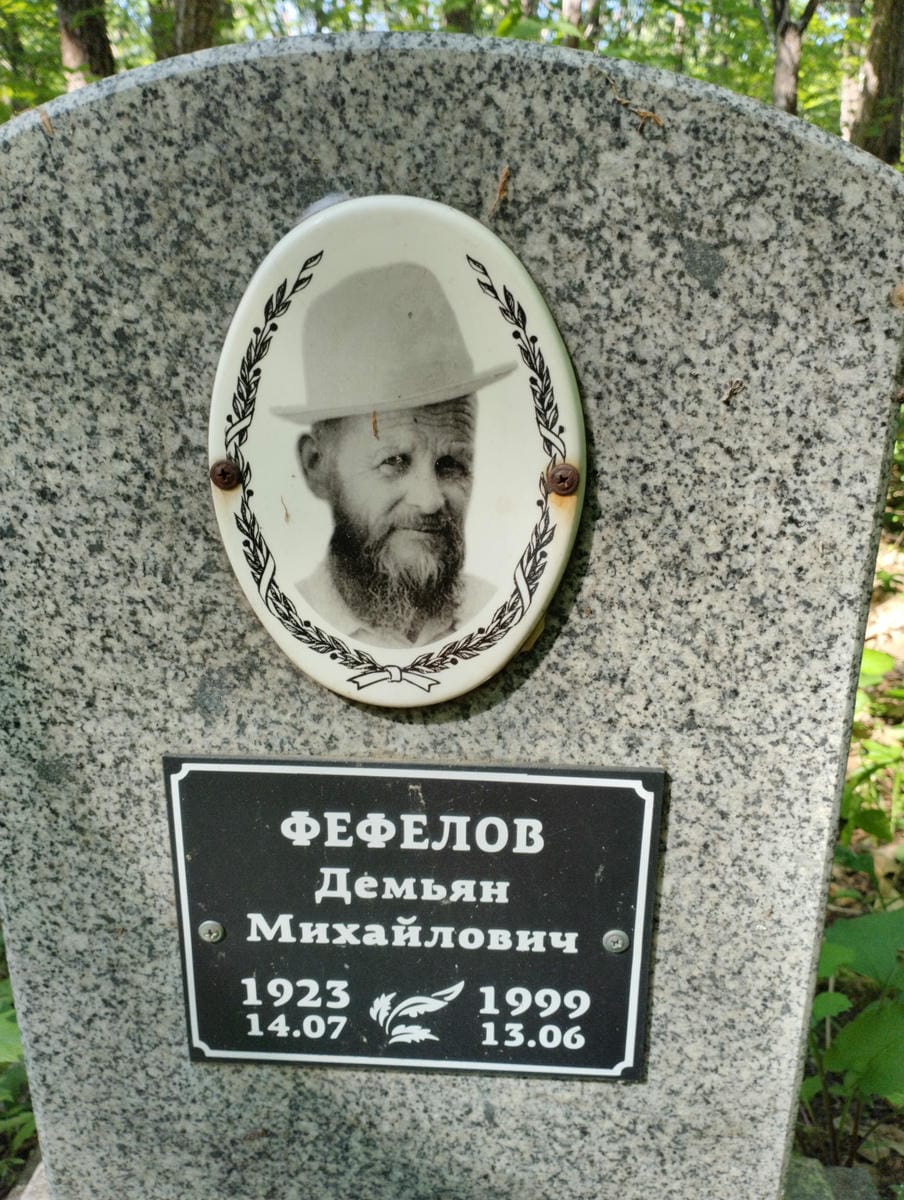 ФЕФЕЛОВ
Демьян
Михайлович
1923 1999
14.07 13.06